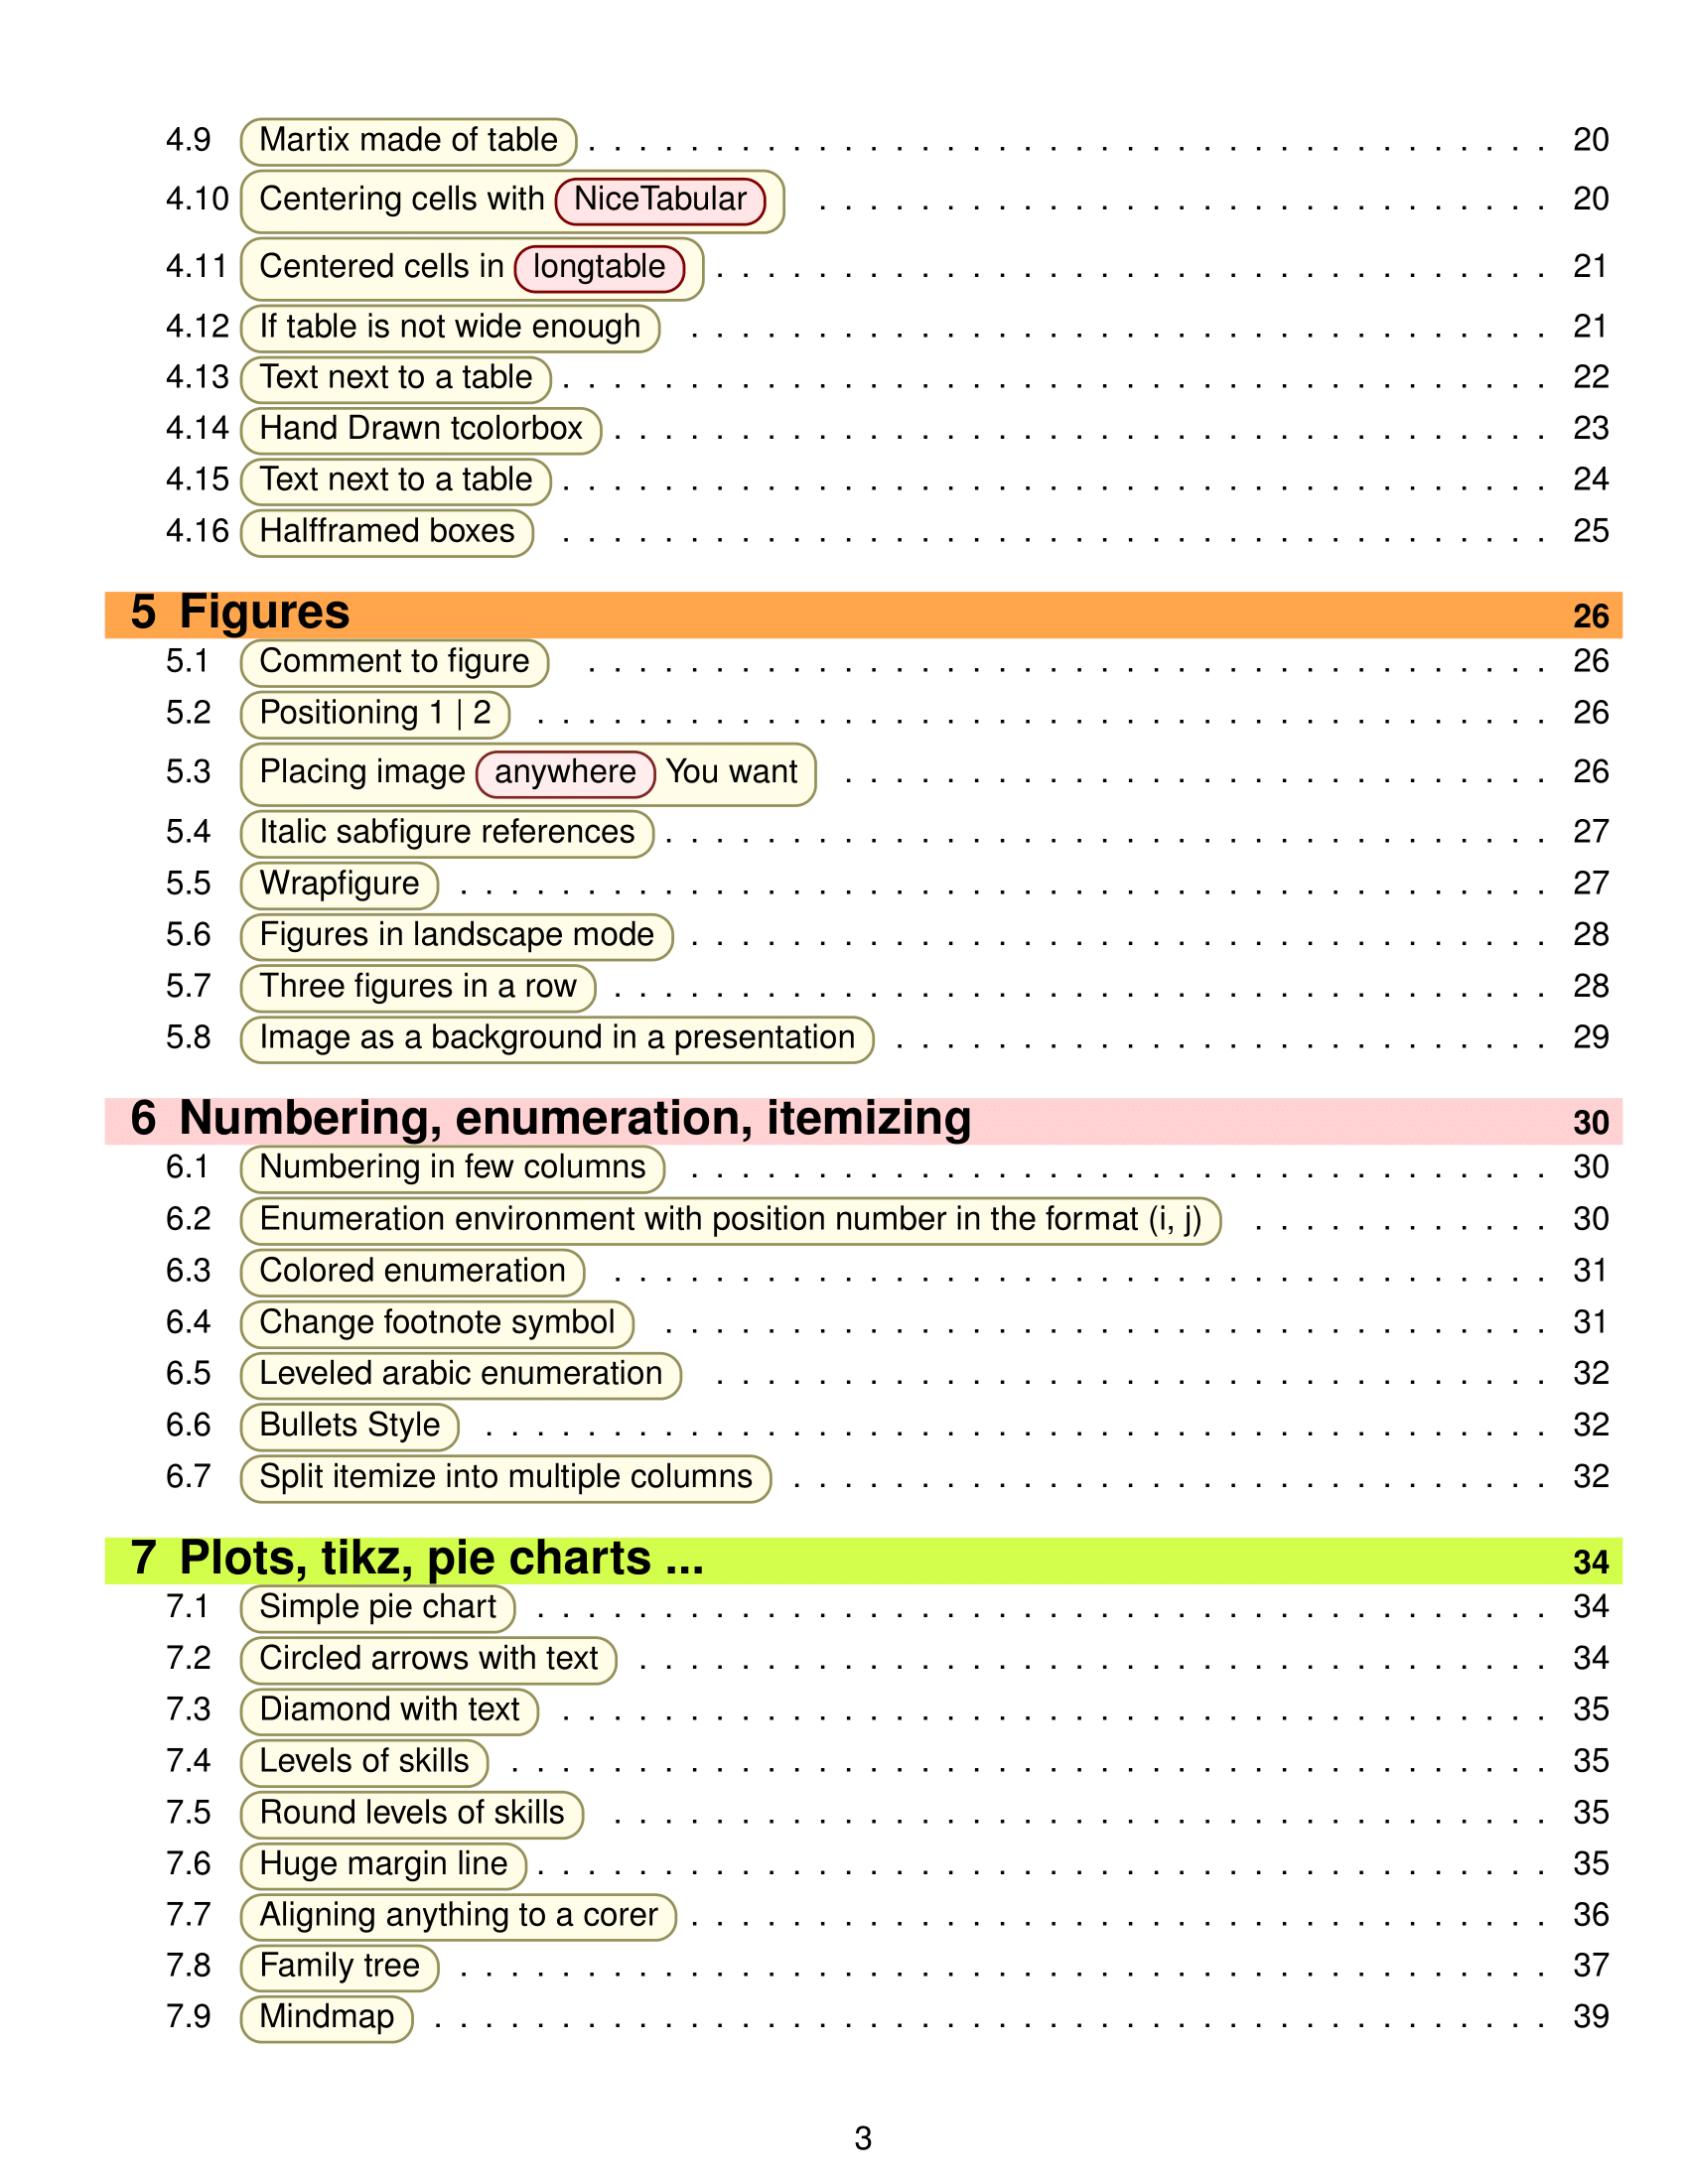 4.9 Martix made of table . . . . . . . . . . . . . . . . . . . . . . . . . . . . . . . . . . . . . . 20
4.10 Centering cells with NiceTabular . . . . . . . . . . . . . . . . . . . . . . . . . . . . . 20
4.11 Centered cells in longtable . . . . . . . . . . . . . . . . . . . . . . . . . . . . . . . . . 21
4.12 If table is not wide enough . . . . . . . . . . . . . . . . . . . . . . . . . . . . . . . . . . 21
4.13 Text next to a table . . . . . . . . . . . . . . . . . . . . . . . . . . . . . . . . . . . . . . . 22
4.14 Hand Drawn tcolorbox . . . . . . . . . . . . . . . . . . . . . . . . . . . . . . . . . . . . . 23
4.15 Text next to a table . . . . . . . . . . . . . . . . . . . . . . . . . . . . . . . . . . . . . . . 24
4.16 Halfframed boxes . . . . . . . . . . . . . . . . . . . . . . . . . . . . . . . . . . . . . . . 25
5 Figures 26
5.1 Comment to figure . . . . . . . . . . . . . . . . . . . . . . . . . . . . . . . . . . . . . . 26
5.2 Positioning 1 | 2 . . . . . . . . . . . . . . . . . . . . . . . . . . . . . . . . . . . . . . . . 26
5.3 Placing image anywhere You want . . . . . . . . . . . . . . . . . . . . . . . . . . . . 26
5.4 Italic sabfigure references . . . . . . . . . . . . . . . . . . . . . . . . . . . . . . . . . . . 27
5.5 Wrapfigure . . . . . . . . . . . . . . . . . . . . . . . . . . . . . . . . . . . . . . . . . . . 27
5.6 Figures in landscape mode . . . . . . . . . . . . . . . . . . . . . . . . . . . . . . . . . . 28
5.7 Three figures in a row . . . . . . . . . . . . . . . . . . . . . . . . . . . . . . . . . . . . . 28
5.8 Image as a background in a presentation . . . . . . . . . . . . . . . . . . . . . . . . . . 29
6 Numbering, enumeration, itemizing 30
6.1 Numbering in few columns . . . . . . . . . . . . . . . . . . . . . . . . . . . . . . . . . . 30
6.2 Enumeration environment with position number in the format (i, j) . . . . . . . . . . . . 30
6.3 Colored enumeration . . . . . . . . . . . . . . . . . . . . . . . . . . . . . . . . . . . . . 31
6.4 Change footnote symbol . . . . . . . . . . . . . . . . . . . . . . . . . . . . . . . . . . . 31
6.5 Leveled arabic enumeration . . . . . . . . . . . . . . . . . . . . . . . . . . . . . . . . . 32
6.6 Bullets Style . . . . . . . . . . . . . . . . . . . . . . . . . . . . . . . . . . . . . . . . . . 32
6.7 Split itemize into multiple columns . . . . . . . . . . . . . . . . . . . . . . . . . . . . . . 32
7 Plots, tikz, pie charts ... 34
7.1 Simple pie chart . . . . . . . . . . . . . . . . . . . . . . . . . . . . . . . . . . . . . . . . 34
7.2 Circled arrows with text . . . . . . . . . . . . . . . . . . . . . . . . . . . . . . . . . . . . 34
7.3 Diamond with text . . . . . . . . . . . . . . . . . . . . . . . . . . . . . . . . . . . . . . . 35
7.4 Levels of skills . . . . . . . . . . . . . . . . . . . . . . . . . . . . . . . . . . . . . . . . . 35
7.5 Round levels of skills . . . . . . . . . . . . . . . . . . . . . . . . . . . . . . . . . . . . . 35
7.6 Huge margin line . . . . . . . . . . . . . . . . . . . . . . . . . . . . . . . . . . . . . . . . 35
7.7 Aligning anything to a corer . . . . . . . . . . . . . . . . . . . . . . . . . . . . . . . . . . 36
7.8 Family tree . . . . . . . . . . . . . . . . . . . . . . . . . . . . . . . . . . . . . . . . . . . 37
7.9 Mindmap . . . . . . . . . . . . . . . . . . . . . . . . . . . . . . . . . . . . . . . . . . . . 39
3